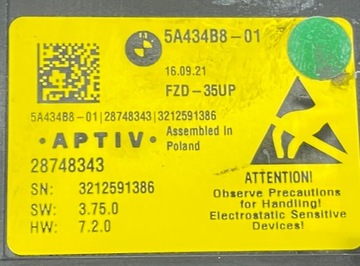 5A434B8-01
16.09.21
FZD-35UP
5A434B8-01|28748343|3212591386
·APTIV·
Assembled in
Poland
28748343
SN: 3212591386
SW: 3.75.0
HW: 7.2.0
ATTENTION!
Observe Precautions
for Handling!
Electrostatic Sensitive
Devices!